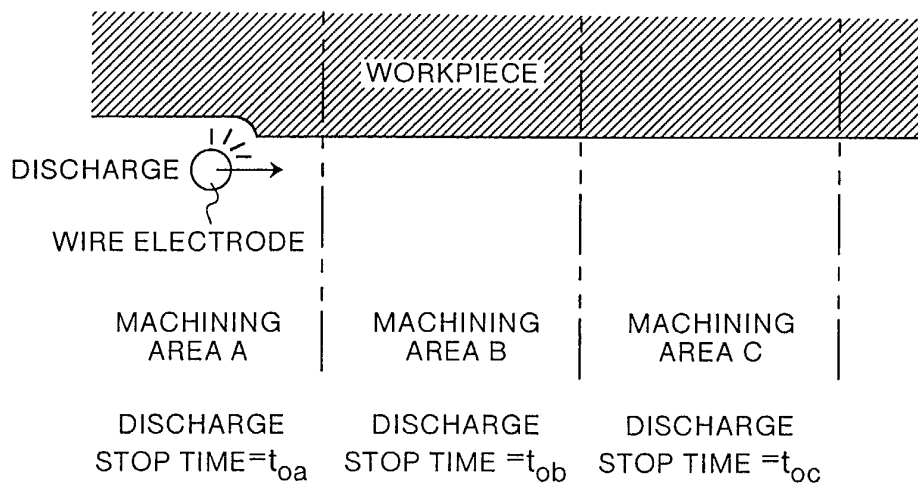 WORKPIECE
DISCHARGE
WIRE ELECTRODE
MACHINING AREA A
MACHINING AREA B
MACHINING AREA C
DISCHARGE STOP TIME=toa
DISCHARGE STOP TIME =tob
DISCHARGE STOP TIME =toc